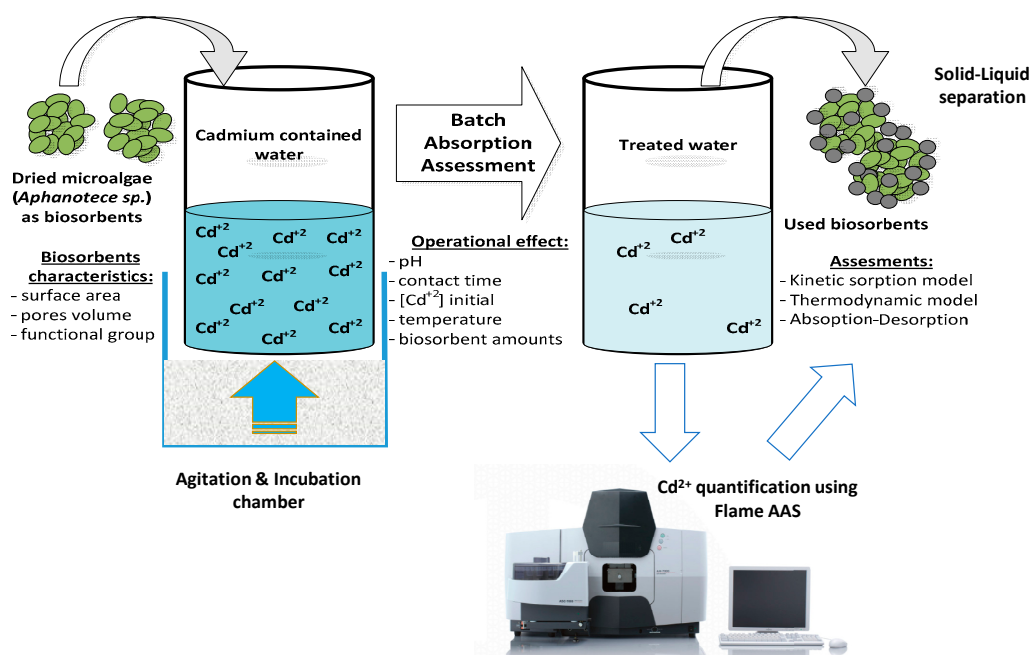 Solid-Liquid
separation
Cadmium contained
water
Batch
Absorption
Assessment
Treated water
Dried microalgae
(Aphanotece sp.)
as biosorbents
Used biosorbents
Biosorbents
characteristics:
- surface area
- pores volume
- functional group
Cd+2
Cd+2
Cd+2
Cd+2
Cd+2
Cd+2
Cd+2
Cd+2
Cd+2
Cd+2
Cd+2
Cd+2
Operational effect:
- pH
- contact time
- [Cd+2] initial
- temperature
- biosorbent amounts
Cd+2
Cd+2
Cd+2
Cd+2
Assesments:
- Kinetic sorption model
- Thermodynamic model
- Absoption-Desorption
Agitation & Incubation
chamber
Cd2+ quantification using
Flame AAS